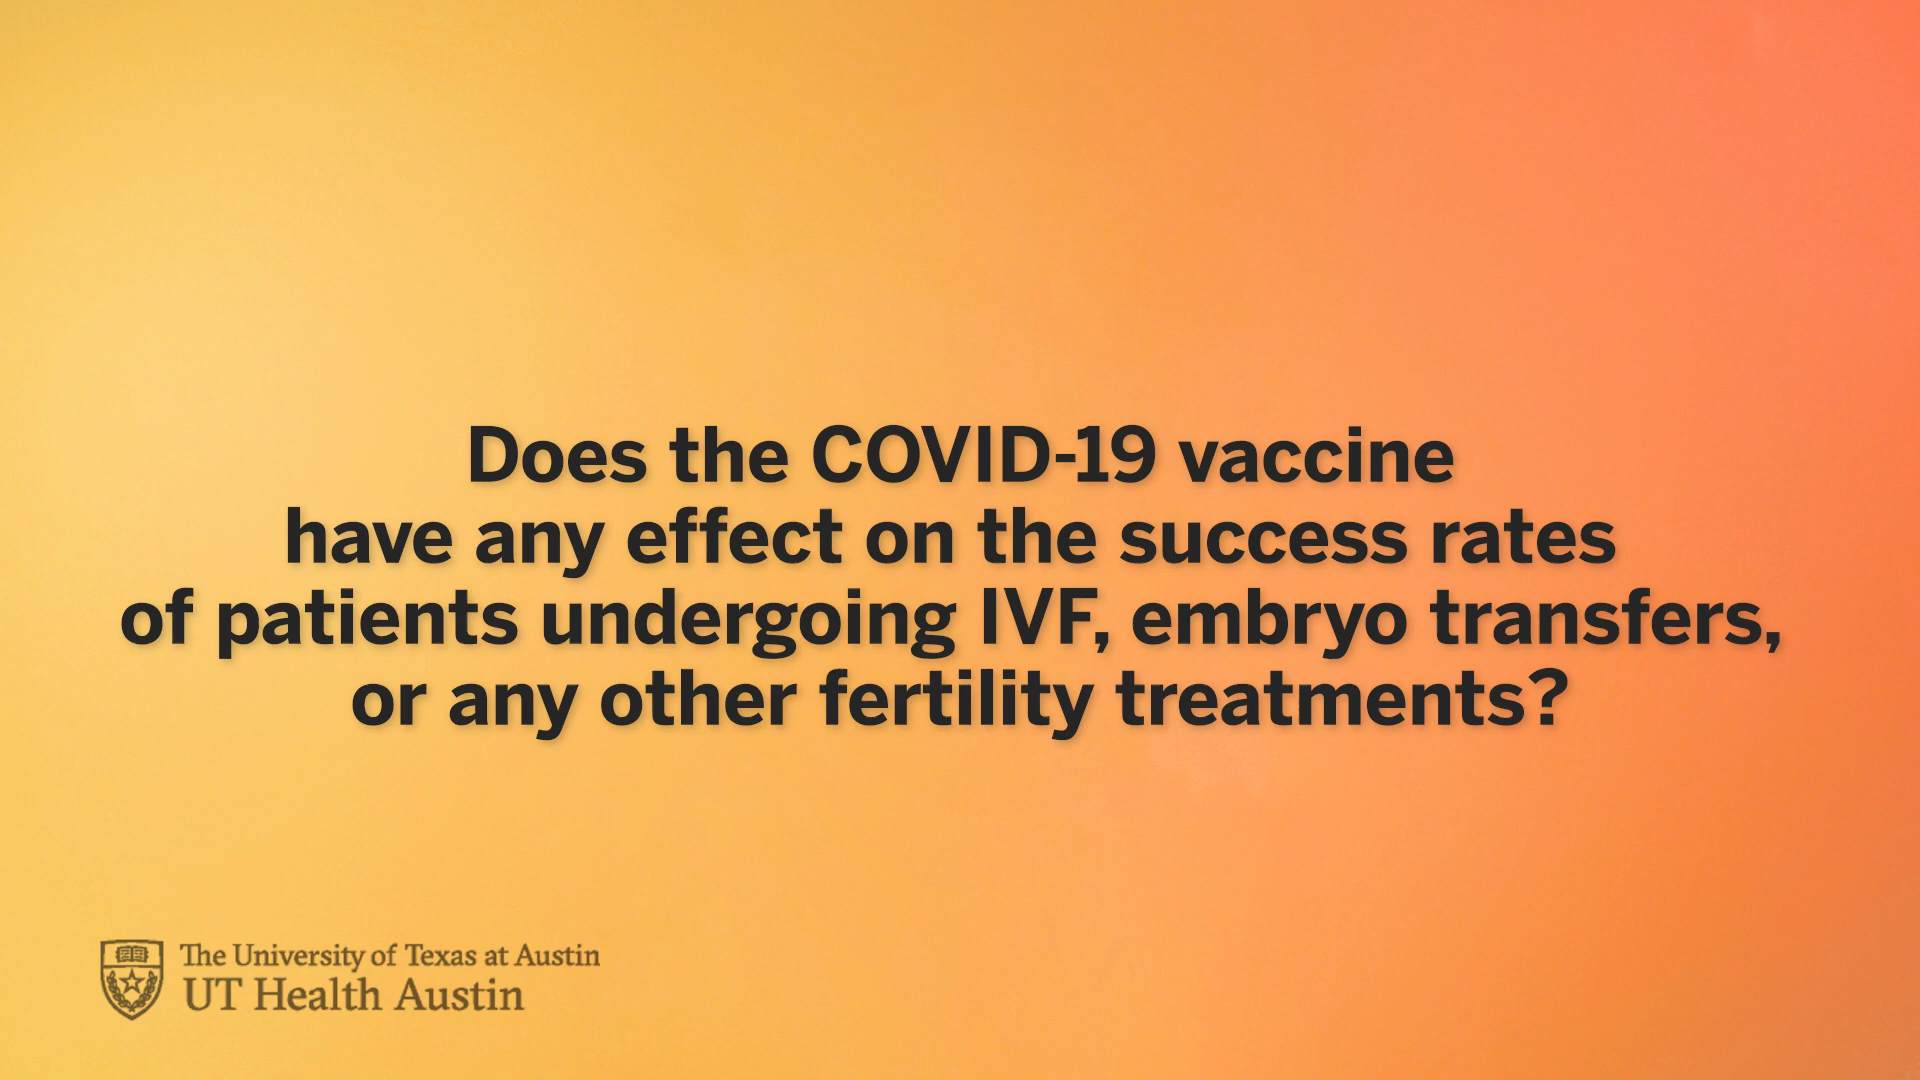 Does the COVID-19 vaccine
have any effect on the success rates
of patients undergoing IVF, embryo transfers,
or any other fertility treatments?
The University of Texas at Austin
UT Health Austin